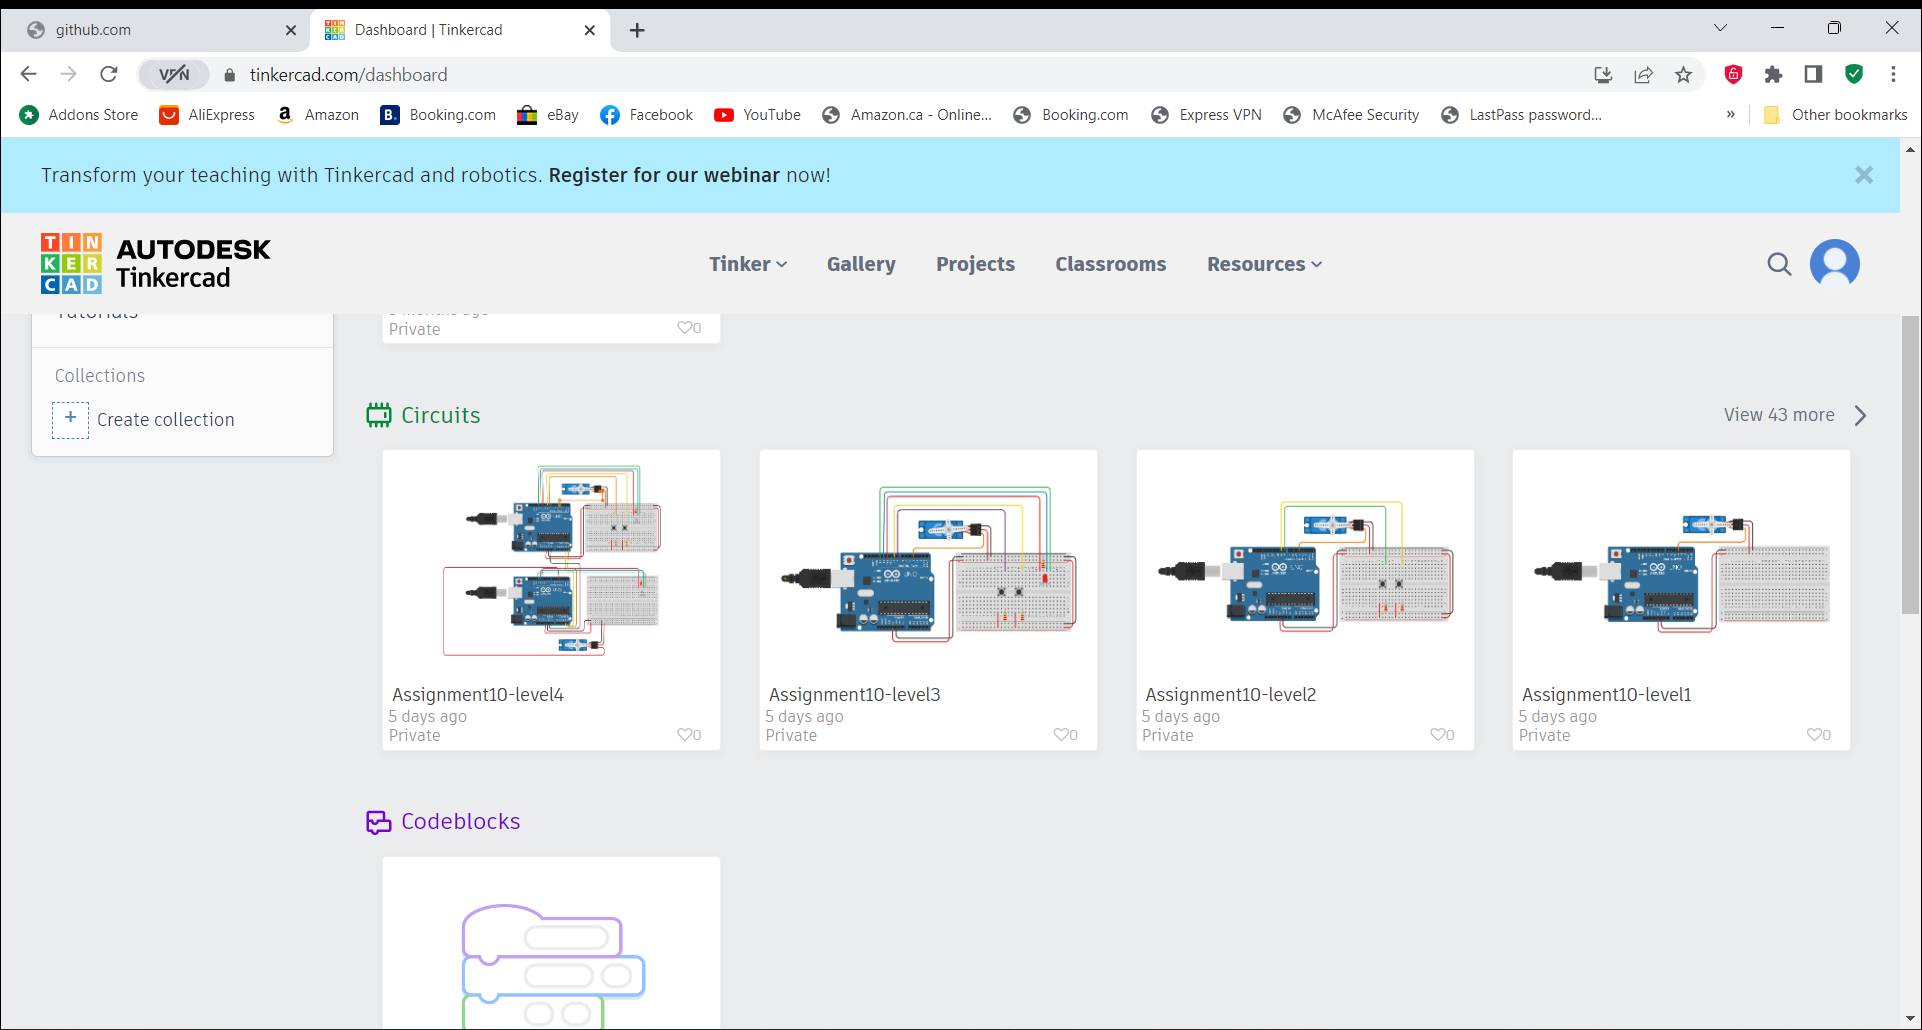 github.com
Dashboard | Tinkercad
VPN
tinkercad.com/dashboard
Addons Store
AliExpress
Amazon
Booking.com
eBay
Facebook
YouTube
Amazon.ca - Online...
Booking.com
Express VPN
McAfee Security
LastPass password...
»
Other bookmarks
Transform your teaching with Tinkercad and robotics. Register for our webinar now!
TIN
KER
CAD
AUTODESK
Tinkercad
Tinker
Gallery
Projects
Classrooms
Resources
Tutorials
months ago
Private
0
Collections
+ Create collection
Circuits
View 43 more
Assignment10-level4
5 days ago
Private
0
Assignment10-level3
5 days ago
Private
0
Assignment10-level2
5 days ago
Private
0
Assignment10-level1
5 days ago
Private
0
Codeblocks